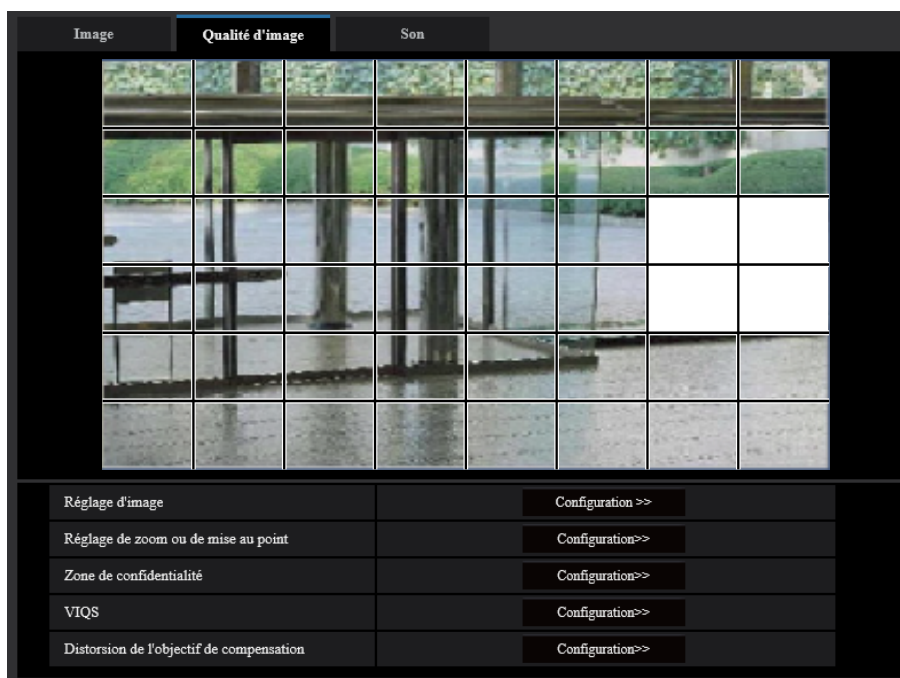 Image Qualité d'image Son
Réglage d'image Configuration >>
Réglage de zoom ou de mise au point Configuration>>
Zone de confidentialité Configuration>>
VIQS Configuration>>
Distorsion de l'objectif de compensation Configuration>>